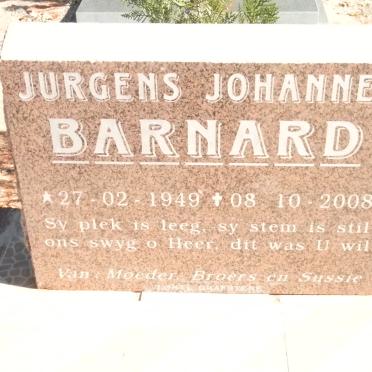 JURGENS JOHANNE
BARNARD
★ 27-02-1949 ✝ 08 10-2008
Sy plek is leeg, sy stem is stil
ons swyg o Heer, dit was U wil
Van: Moeder, Broers en Sussie